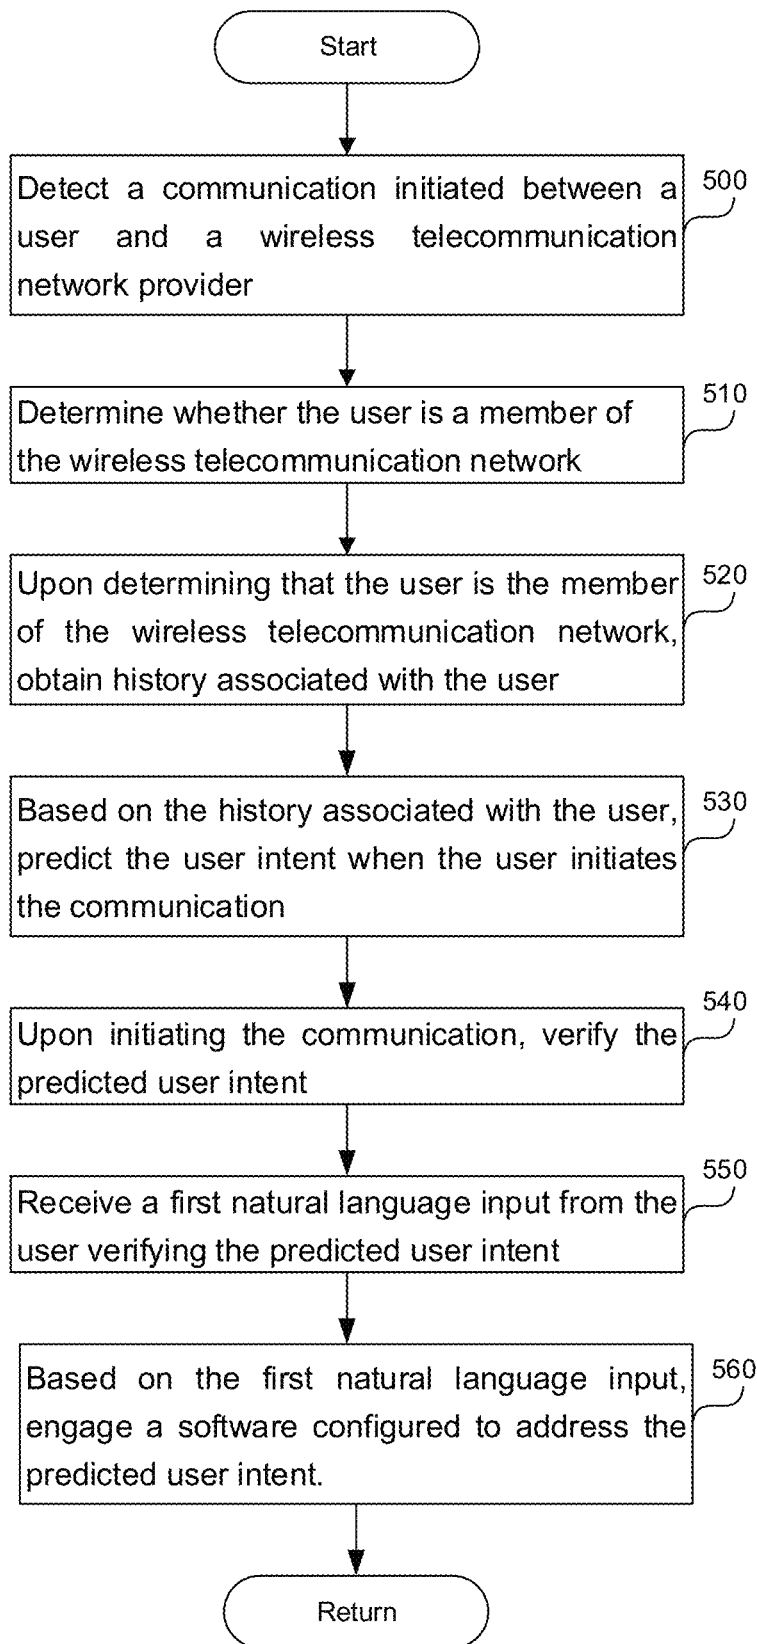 Start
Detect a communication initiated between a
user and a wireless telecommunication
network provider
500
Determine whether the user is a member of
the wireless telecommunication network
510
Upon determining that the user is the member
of the wireless telecommunication network,
obtain history associated with the user
520
Based on the history associated with the user,
predict the user intent when the user initiates
the communication
530
Upon initiating the communication, verify the
predicted user intent
540
Receive a first natural language input from the
user verifying the predicted user intent
550
Based on the first natural language input,
engage a software configured to address the
predicted user intent.
560
Return